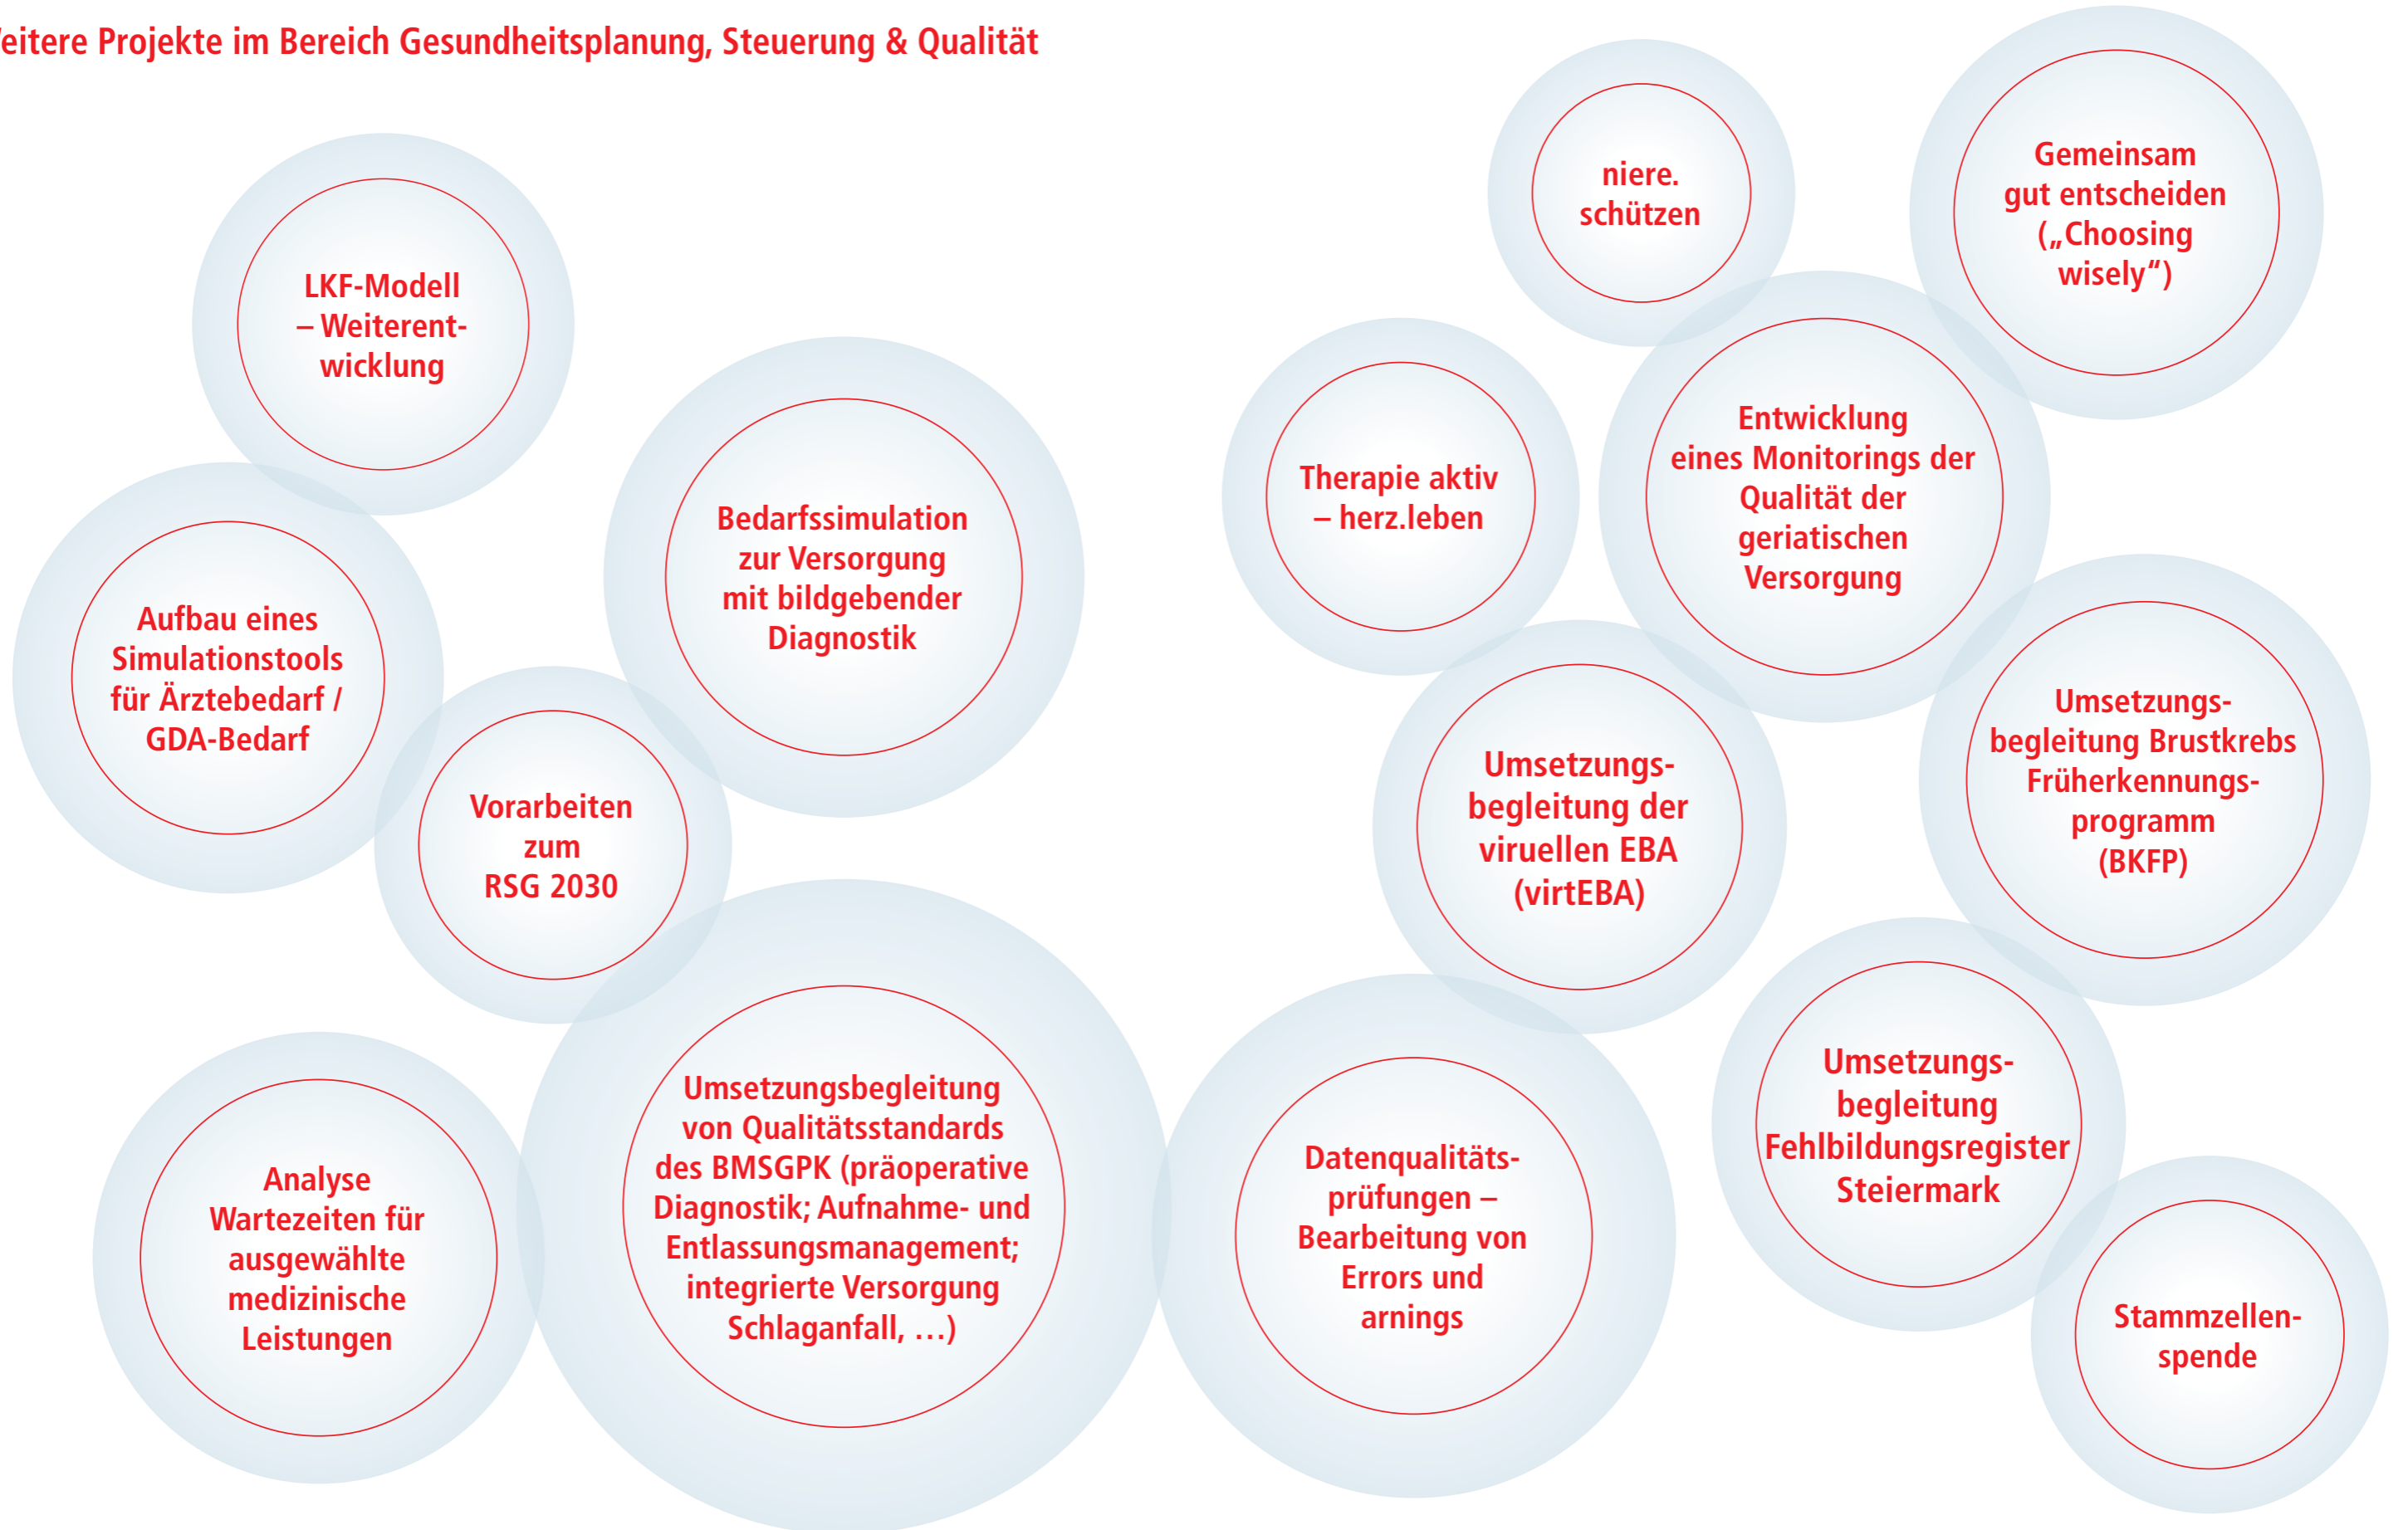 eitere Projekte im Bereich Gesundheitsplanung, Steuerung & Qualität
LKF-Modell
– Weiterent-
wicklung
Aufbau eines
Simulationstools
für Ärztebedarf /
GDA-Bedarf
Bedarfssimulation
zur Versorgung
mit bildgebender
Diagnostik
Vorarbeiten
zum
RSG 2030
Analyse
Wartezeiten für
ausgewählte
medizinische
Leistungen
Umsetzungsbegleitung
von Qualitätsstandards
des BMSGPK (präoperative
Diagnostik; Aufnahme- und
Entlassungsmanagement;
integrierte Versorgung
Schlaganfall, …)
niere.
schützen
Gemeinsam
gut entscheiden
(„Choosing
wisely“)
Therapie aktiv
– herz.leben
Entwicklung
eines Monitorings der
Qualität der
geriatischen
Versorgung
Umsetzungs-
begleitung der
viruellen EBA
(virtEBA)
Umsetzungs-
begleitung Brustkrebs
Früherkennungs-
programm
(BKFP)
Datenqualitäts-
prüfungen –
Bearbeitung von
Errors und
arnings
Umsetzungs-
begleitung
Fehlbildungsregister
Steiermark
Stammzellen-
spende